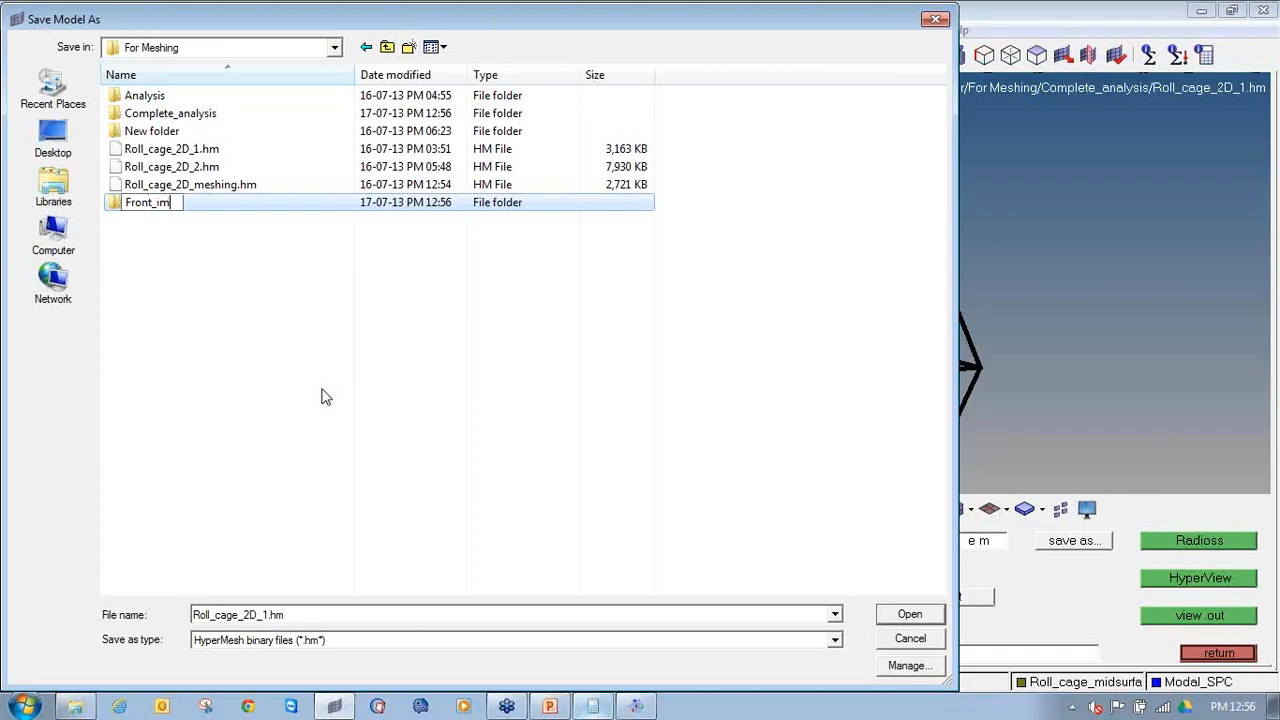 Save Model As
lp
Save in:
For Meshing
Name
Date modified
Type
Size
Recent Places
Desktop
Libraries
Computer
Network
Analysis
16-07-13 PM 04:55
File folder
Complete_analysis
17-07-13 PM 12:56
File folder
New folder
16-07-13 PM 06:23
File folder
Roll_cage_2D_1.hm
16-07-13 PM 03:51
HM File
3,163 KB
Roll_cage_2D_2.hm
16-07-13 PM 05:48
HM File
7,930 KB
Roll_cage_2D_meshing.hm
16-07-13 PM 12:54
HM File
2,721 KB
Front_im
17-07-13 PM 12:56
File folder
r/For Meshing/Complete_analysis/Roll_cage_2D_1.hm
e m
save as...
Radioss
HyperView
t
view .out
return
File name:
Roll_cage_2D_1.hm
Open
Save as type:
HyperMesh binary files (*.hm*)
Cancel
Manage...
Roll_cage_midsurfa
Modal_SPC
PM 12:56